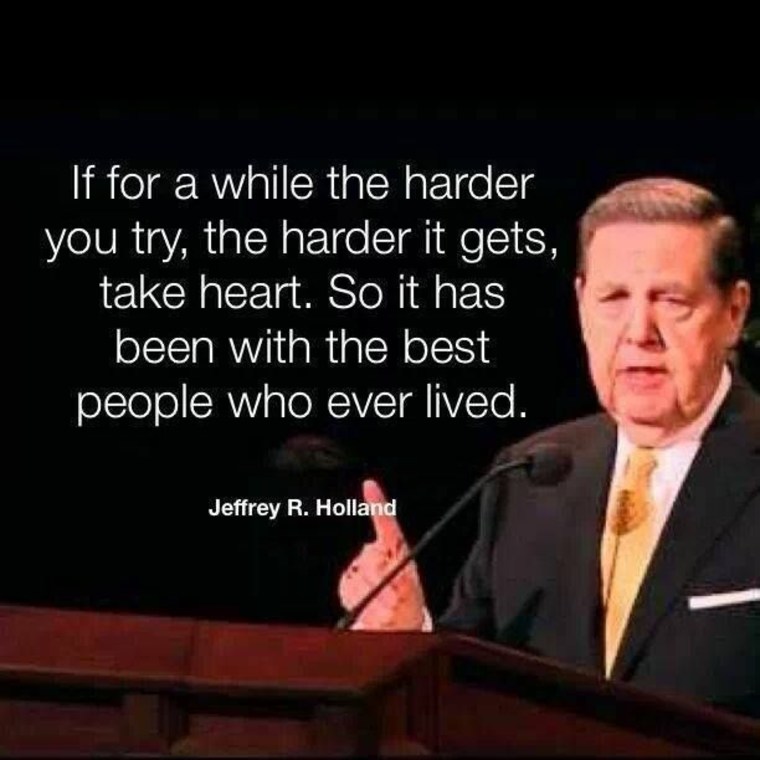 If for a while the harder
you try, the harder it gets,
take heart. So it has
been with the best
people who ever lived.
Jeffrey R. Holland